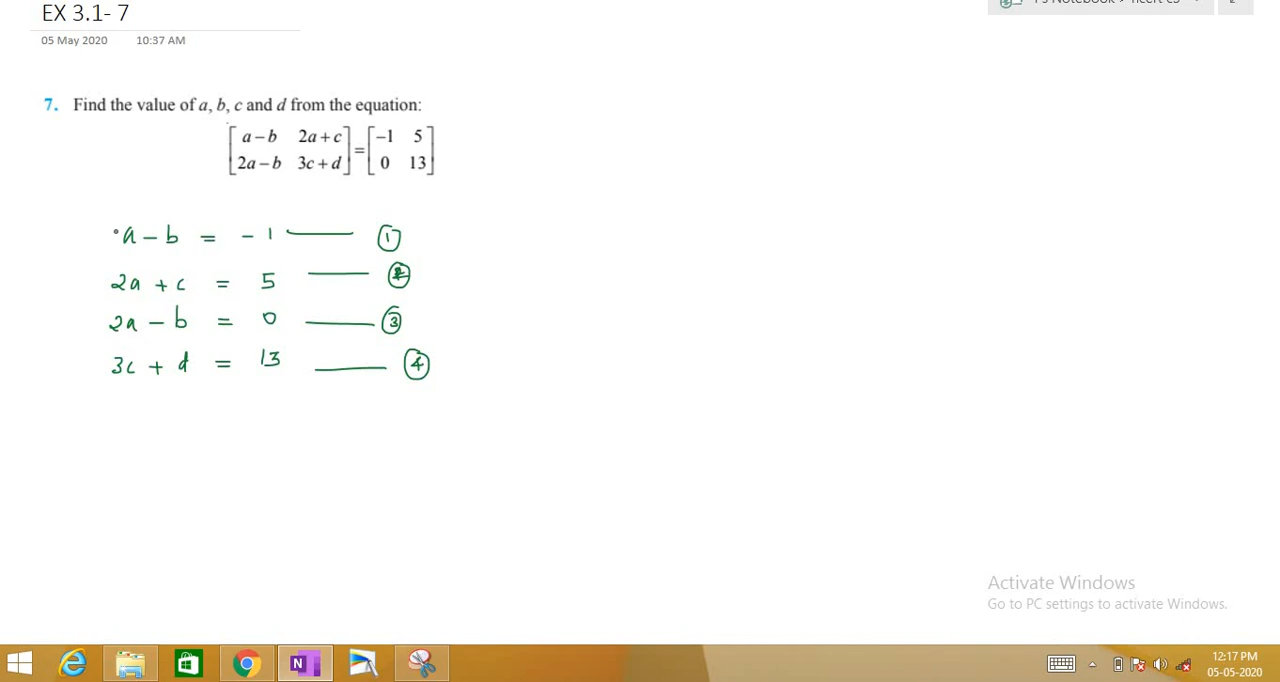 EX 3.1- 7
05 May 2020 10:37 AM
7. Find the value of a, b, c and d from the equation:
[a – b 2a + c] = [–1 5]
[2a – b 3c + d] [0 13]
a – b = – 1 ——— ①
2a + c = 5 ——— ②
2a – b = 0 ——— ③
3c + d = 13 ——— ④
Activate Windows
Go to PC settings to activate Windows.
12:17 PM
05-05-2020